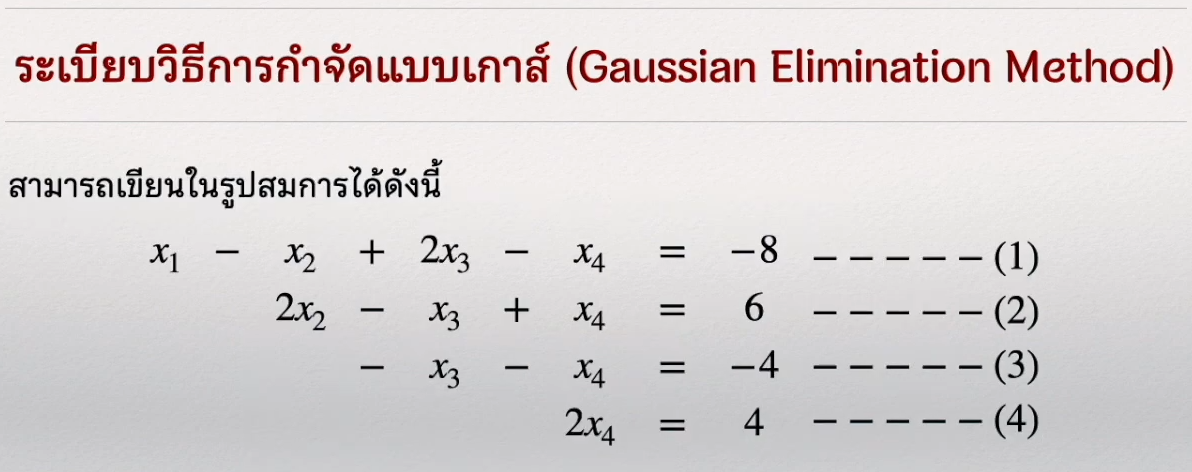 ระเบียบวิธีการกำจัดแบบเกาส์ (Gaussian Elimination Method)
สามารถเขียนในรูปสมการได้ดังนี้
x₁ − x₂ + 2x₃ − x₄ = −8 −−−−− (1)
2x₂ − x₃ + x₄ = 6 −−−−− (2)
− x₃ − x₄ = −4 −−−−− (3)
2x₄ = 4 −−−−− (4)